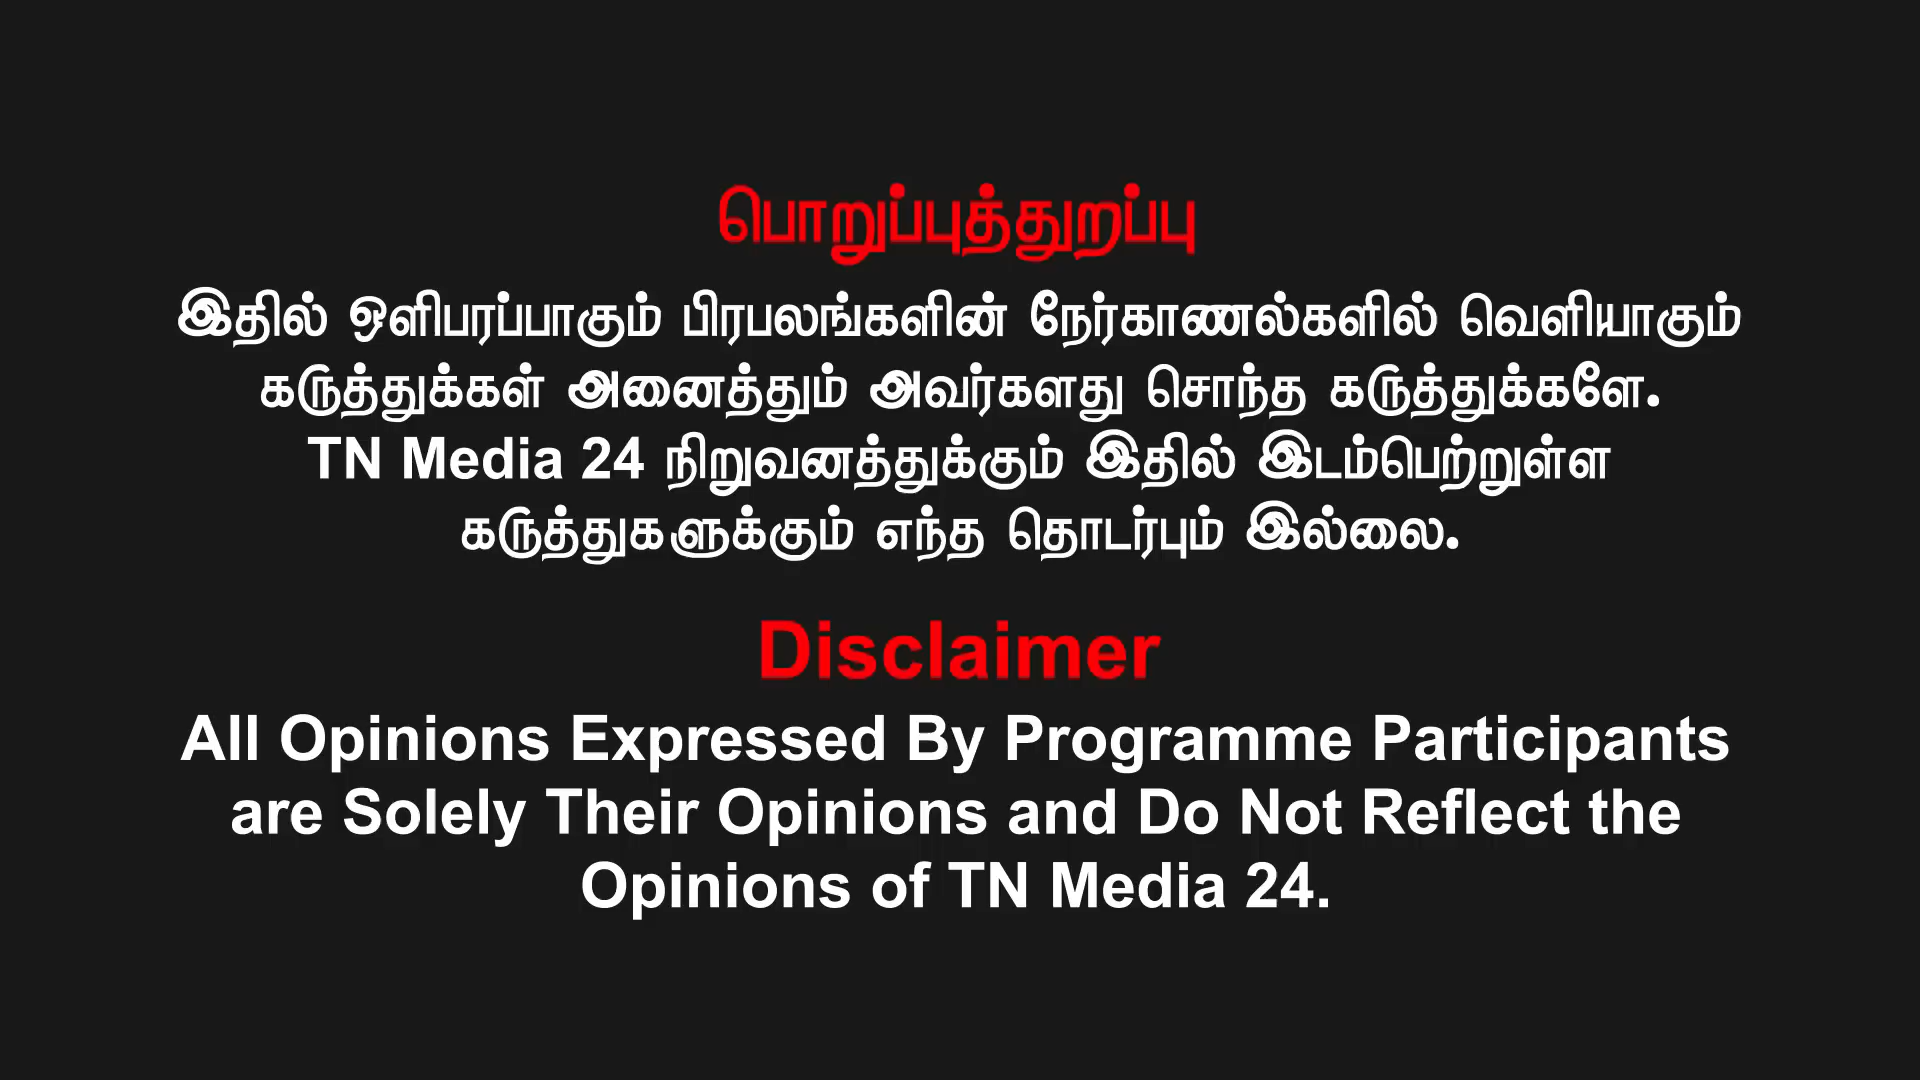 பொறுப்புத்துறப்பு
இதில் ஒளிபரப்பாகும் பிரபலங்களின் நேர்காணல்களில் வெளியாகும்
கருத்துக்கள் அனைத்தும் அவர்களது சொந்த கருத்துக்களே.
TN Media 24 நிறுவனத்துக்கும் இதில் இடம்பெற்றுள்ள
கருத்துகளுக்கும் எந்த தொடர்பும் இல்லை.
Disclaimer
All Opinions Expressed By Programme Participants
are Solely Their Opinions and Do Not Reflect the
Opinions of TN Media 24.